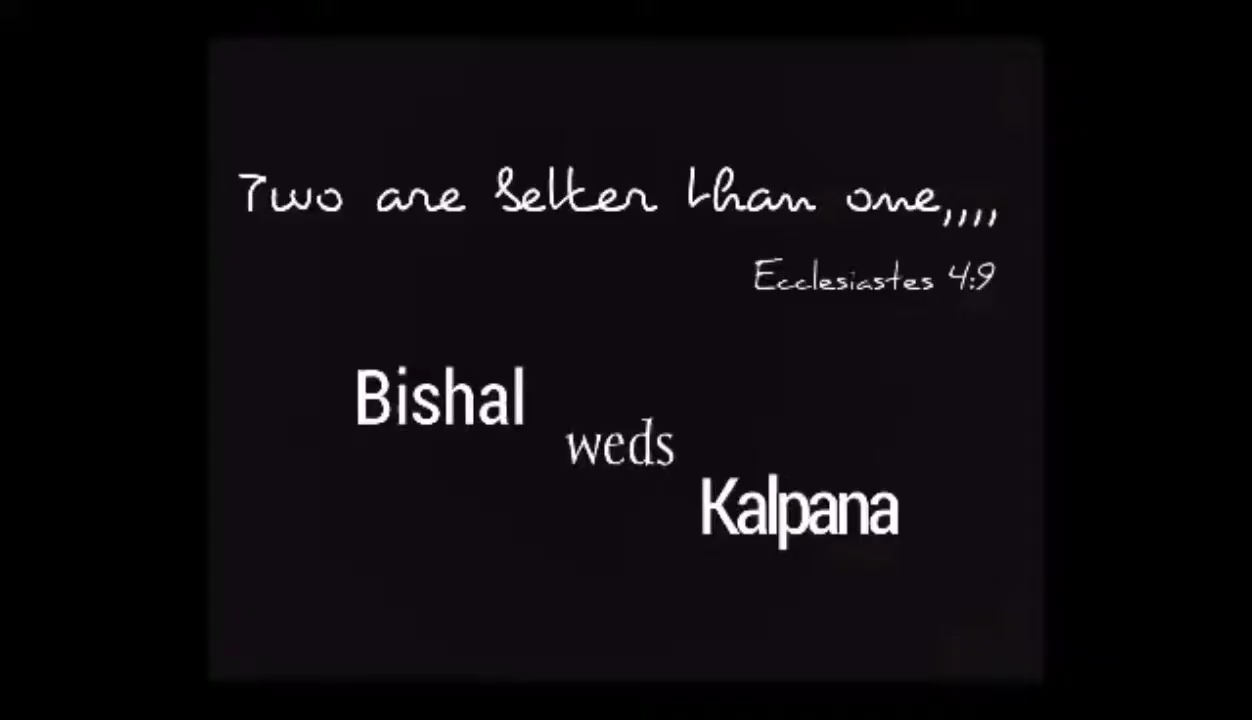 Two are better than one,,,,
Ecclesiastes 4:9
Bishal
weds
Kalpana